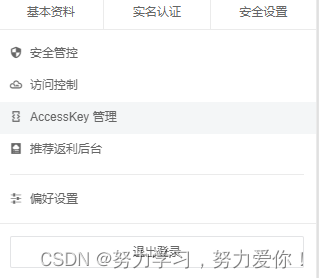 基本资料 实名认证 安全设置
安全管控
访问控制
AccessKey 管理
推荐返利后台
偏好设置
退出登录
CSDN @努力学习，努力爱你！